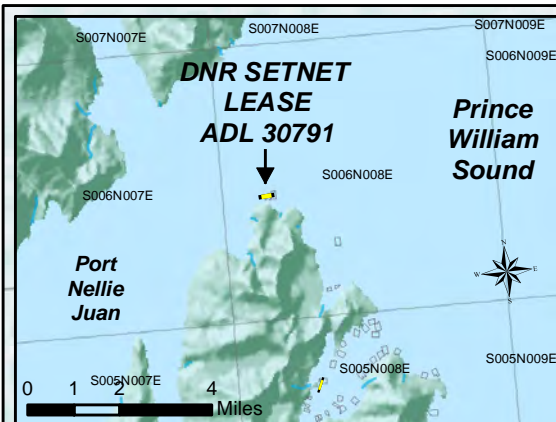 S007N007E
S007N008E
S007N009E
S006N009E
DNR SETNET
LEASE
ADL 30791
Prince
William
Sound
S006N008E
S006N007E
Port
Nellie
Juan
N
E
S
S005N008E
S005N009E
S005N007E
0 1 2 4
Miles